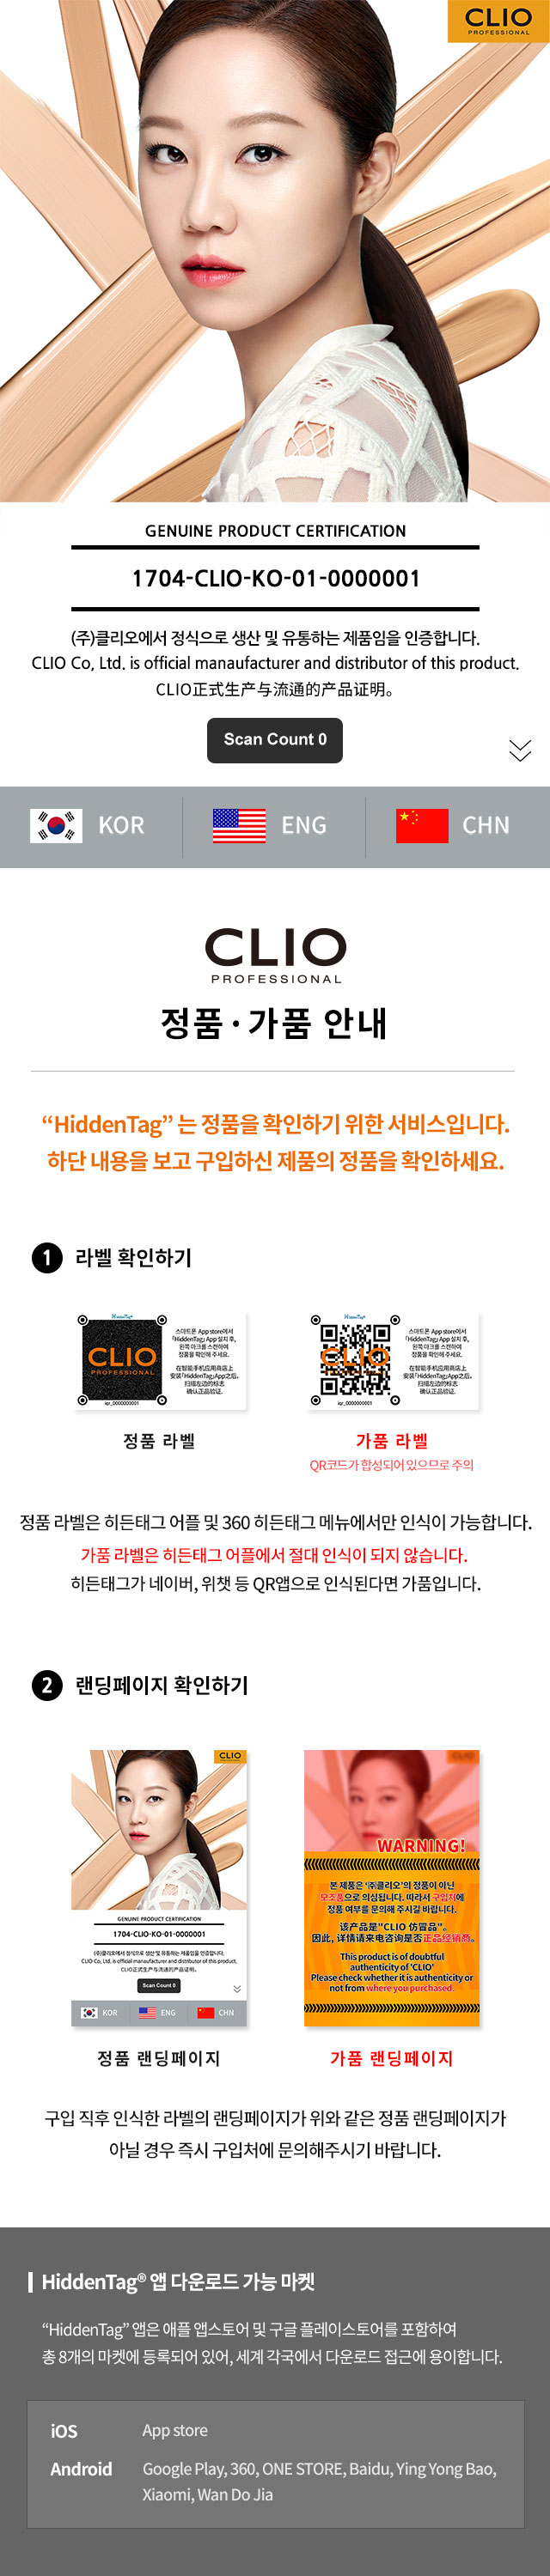 CLIO
PROFESSIONAL
GENUINE PRODUCT CERTIFICATION
1704-CLIO-KO-01-0000001
(주)클리오에서 정식으로 생산 및 유통하는 제품임을 인증합니다.
CLIO Co, Ltd. is official manaufacturer and distributor of this product.
CLIO正式生产与流通的产品证明。
Scan Count 0
KOR
ENG
CHN
CLIO
PROFESSIONAL
정품 · 가품 안내
“HiddenTag” 는 정품을 확인하기 위한 서비스입니다.
하단 내용을 보고 구입하신 제품의 정품을 확인하세요.
1 라벨 확인하기
HiddenTag
CLIO
PROFESSIONAL
kpr_0000000001
스마트폰 App store에서
「HiddenTag」 App 설치 후,
왼쪽 마크를 스캔하여
정품을 확인해 주세요.
在智能手机应用商店上
安装「HiddenTag」App之后,
扫描左边的标志
确认正品验证.
정품 라벨
HiddenTag
CLIO
kpr_0000000001
스마트폰 App store에서
「HiddenTag」 App 설치 후,
왼쪽 마크를 스캔하여
정품을 확인해 주세요.
在智能手机应用商店上
安装「HiddenTag」App之后,
扫描左边的标志
确认正品验证.
가품 라벨
QR코드가 합성되어 있으므로 주의
정품 라벨은 히든태그 어플 및 360 히든태그 메뉴에서만 인식이 가능합니다.
가품 라벨은 히든태그 어플에서 절대 인식이 되지 않습니다.
히든태그가 네이버, 위챗 등 QR앱으로 인식된다면 가품입니다.
2 랜딩페이지 확인하기
CLIO
GENUINE PRODUCT CERTIFICATION
1704-CLIO-KO-01-0000001
(주)클리오에서 정식으로 생산 및 유통하는 제품임을 인증합니다.
CLIO Co, Ltd. is official manaufacturer and distributor of this product.
CLIO正式生产与流通的产品证明。
Scan Count 0
KOR
ENG
CHN
정품 랜딩페이지
WARNING!
본 제품은 ‘㈜클리오’의 정품이 아닌
모조품으로 의심됩니다. 따라서 구입처에
정품 여부를 문의해 주시길 바랍니다.
该产品是"CLIO 仿冒品"。
因此, 详情请来电咨询是否正品经销商。
This product is of doubtful
authenticity of 'CLIO'
Please check whether it is authenticity or
not from where you purchased.
가품 랜딩페이지
구입 직후 인식한 라벨의 랜딩페이지가 위와 같은 정품 랜딩페이지가
아닐 경우 즉시 구입처에 문의해주시기 바랍니다.
HiddenTag® 앱 다운로드 가능 마켓
“HiddenTag” 앱은 애플 앱스토어 및 구글 플레이스토어를 포함하여
총 8개의 마켓에 등록되어 있어, 세계 각국에서 다운로드 접근에 용이합니다.
iOS App store
Android Google Play, 360, ONE STORE, Baidu, Ying Yong Bao,
Xiaomi, Wan Do Jia